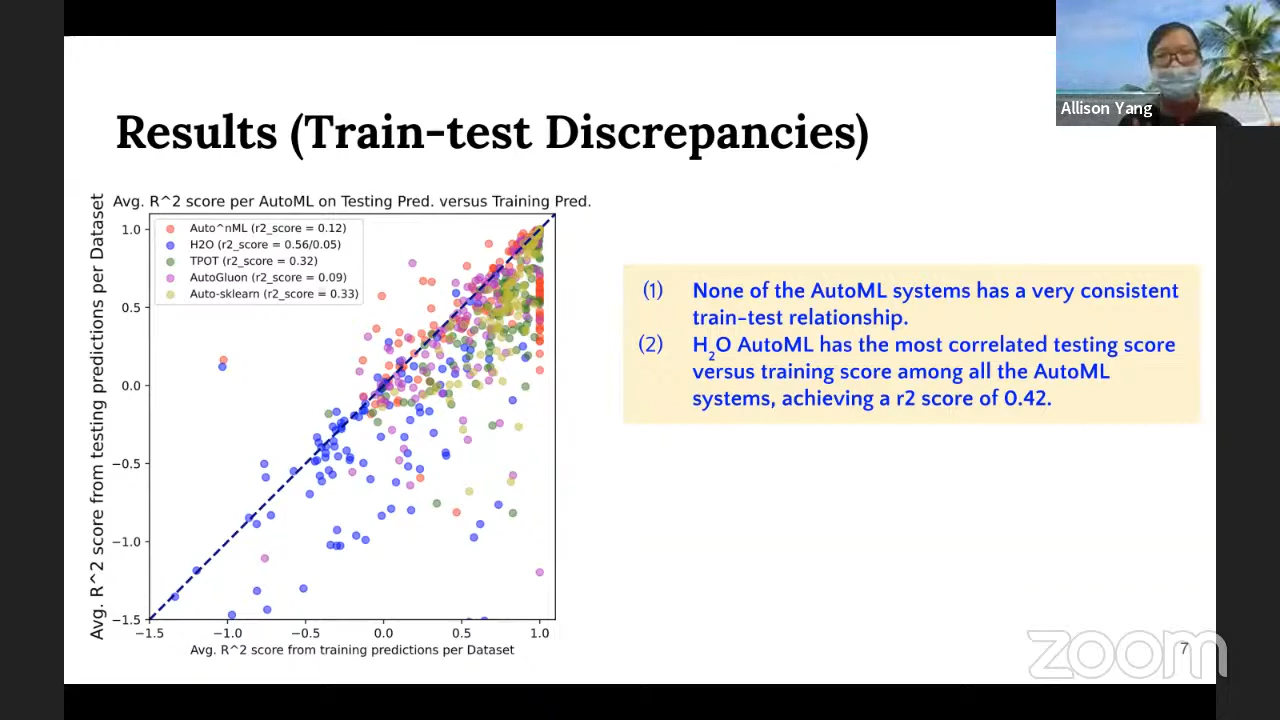 Allison Yang
Results (Train-test Discrepancies)
Avg. R^2 score per AutoML on Testing Pred. versus Training Pred.
Avg. R^2 score from testing predictions per Dataset
1.0
0.5
0.0
−0.5
−1.0
−1.5
Auto^nML (r2_score = 0.12)
H2O (r2_score = 0.56/0.05)
TPOT (r2_score = 0.32)
AutoGluon (r2_score = 0.09)
Auto-sklearn (r2_score = 0.33)
−1.5 −1.0 −0.5 0.0 0.5 1.0
Avg. R^2 score from training predictions per Dataset
(1) None of the AutoML systems has a very consistent
train-test relationship.
(2) H₂O AutoML has the most correlated testing score
versus training score among all the AutoML
systems, achieving a r2 score of 0.42.
zoom
7